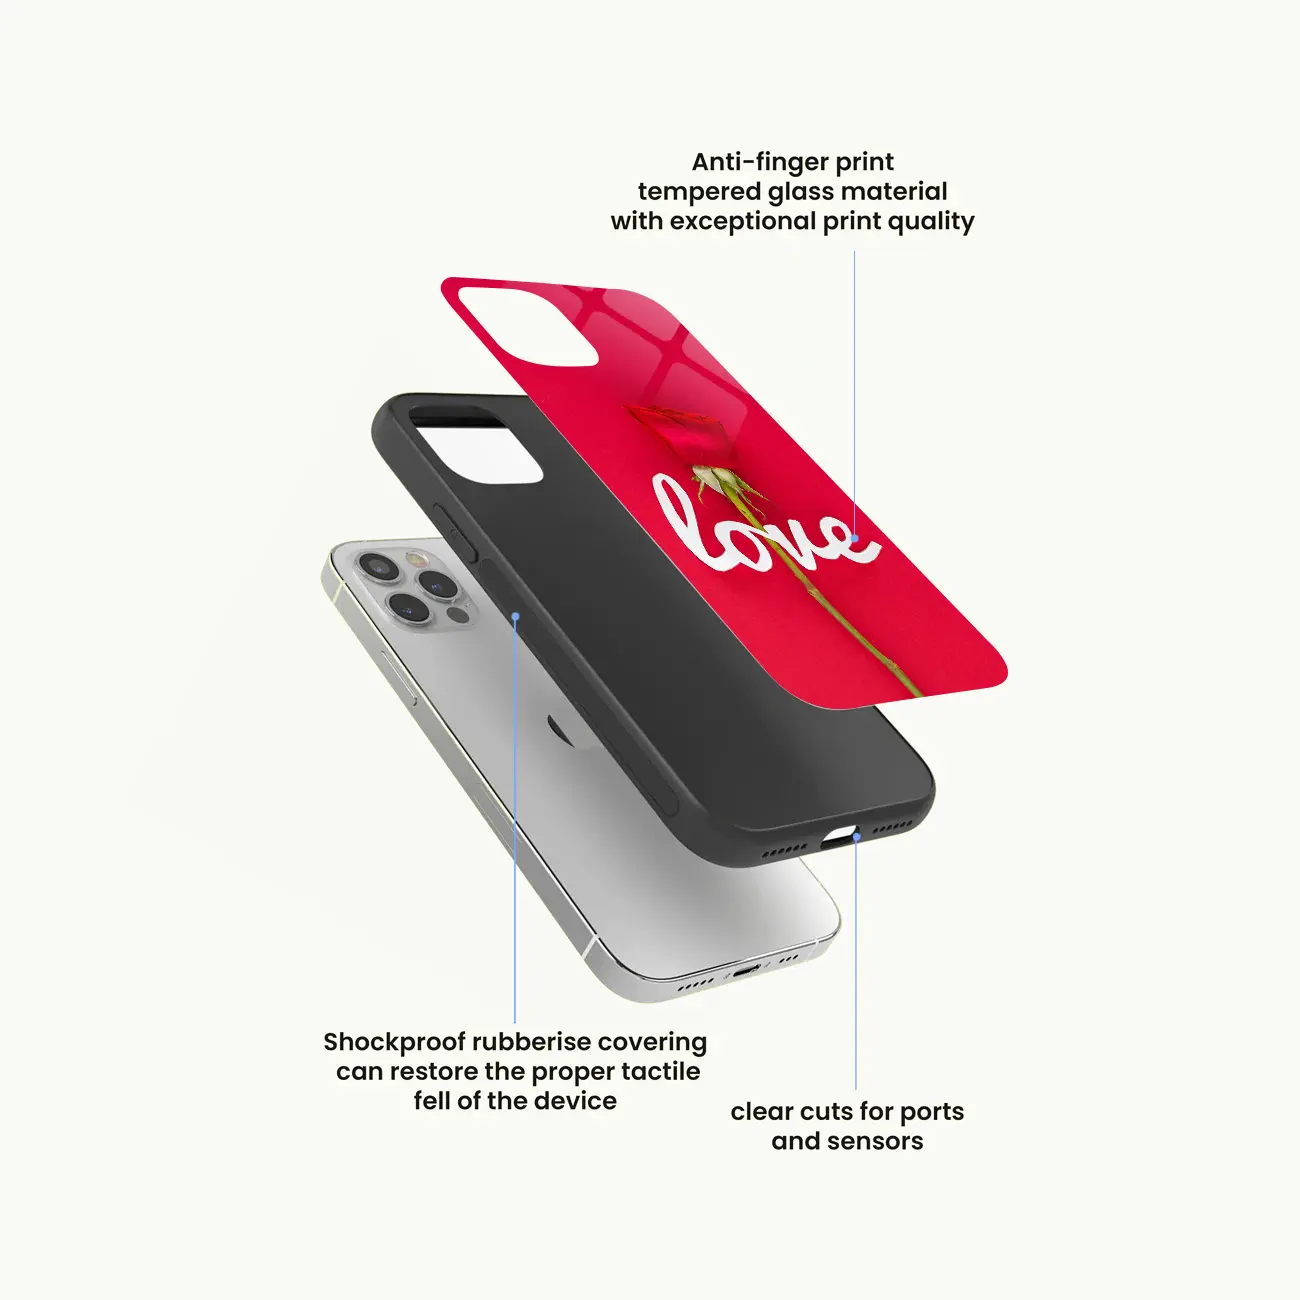 Anti-finger print
tempered glass material
with exceptional print quality
love
Shockproof rubberise covering
can restore the proper tactile
fell of the device
clear cuts for ports
and sensors